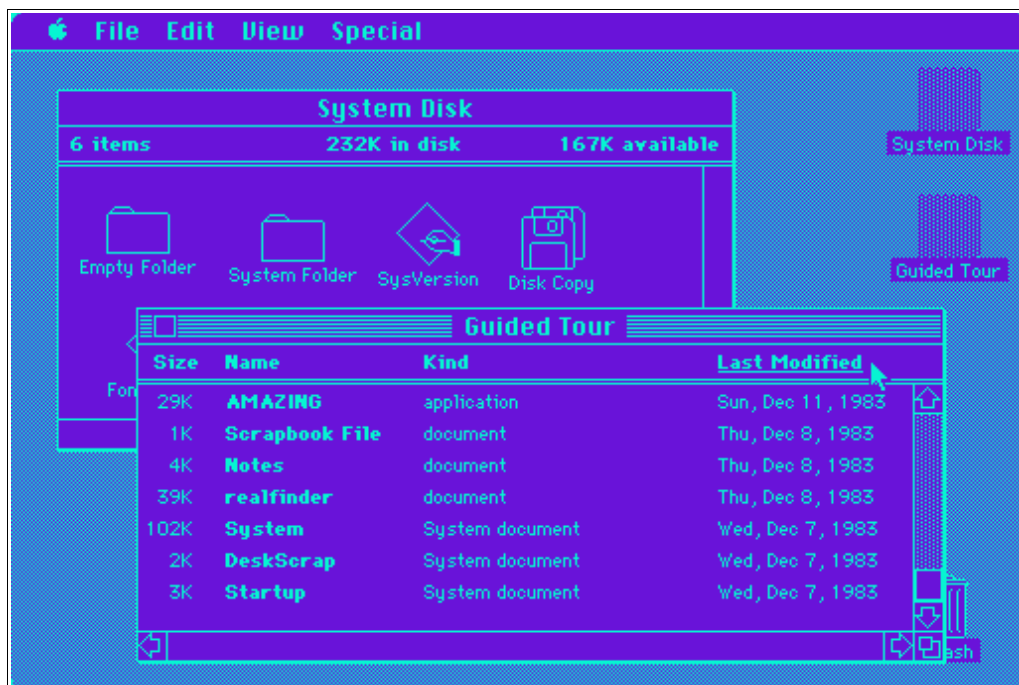 File Edit View Special
System Disk
6 items 232K in disk 167K available
System Disk
Empty Folder System Folder SysVersion Disk Copy
Guided Tour
Guided Tour
Size Name Kind Last Modified
Fon
29K AMAZING application Sun, Dec 11, 1983
1K Scrapbook File document Thu, Dec 8, 1983
4K Notes document Thu, Dec 8, 1983
39K realfinder document Thu, Dec 8, 1983
102K System System document Wed, Dec 7, 1983
2K DeskScrap System document Wed, Dec 7, 1983
3K Startup System document Wed, Dec 7, 1983
ash